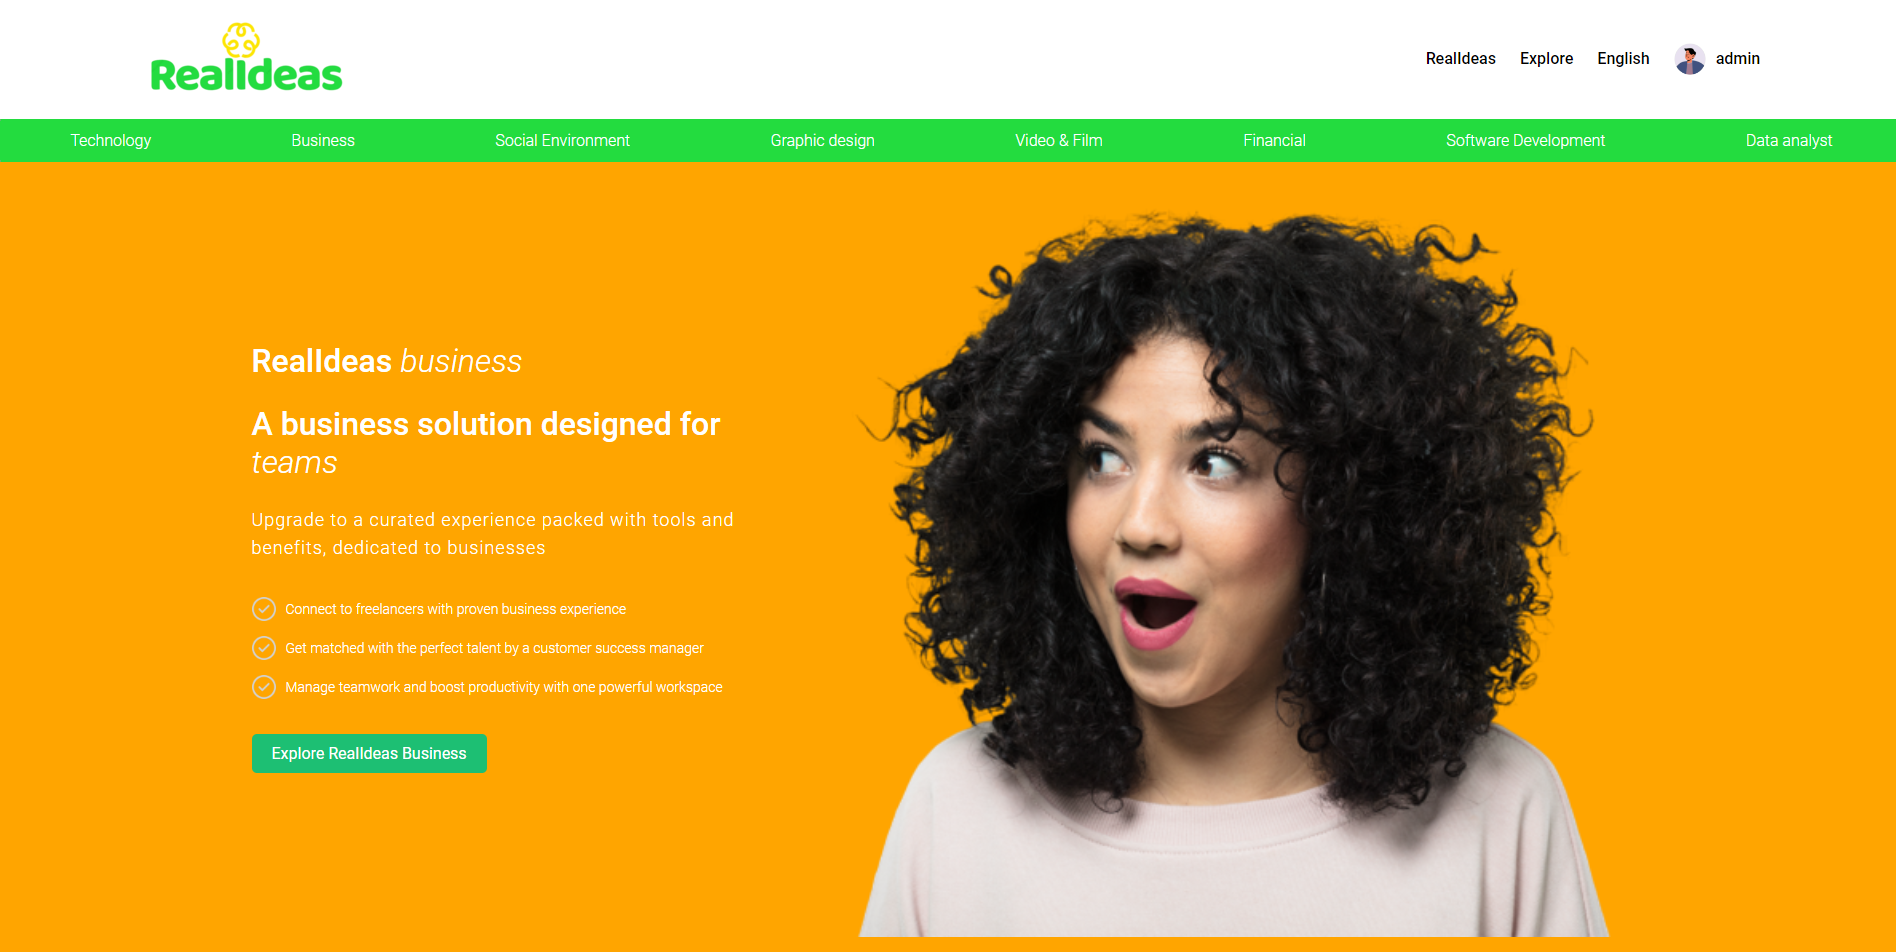 RealIdeas
RealIdeas Explore English admin
Technology Business Social Environment Graphic design Video & Film Financial Software Development Data analyst
RealIdeas business
A business solution designed for
teams
Upgrade to a curated experience packed with tools and
benefits, dedicated to businesses
Connect to freelancers with proven business experience
Get matched with the perfect talent by a customer success manager
Manage teamwork and boost productivity with one powerful workspace
Explore RealIdeas Business